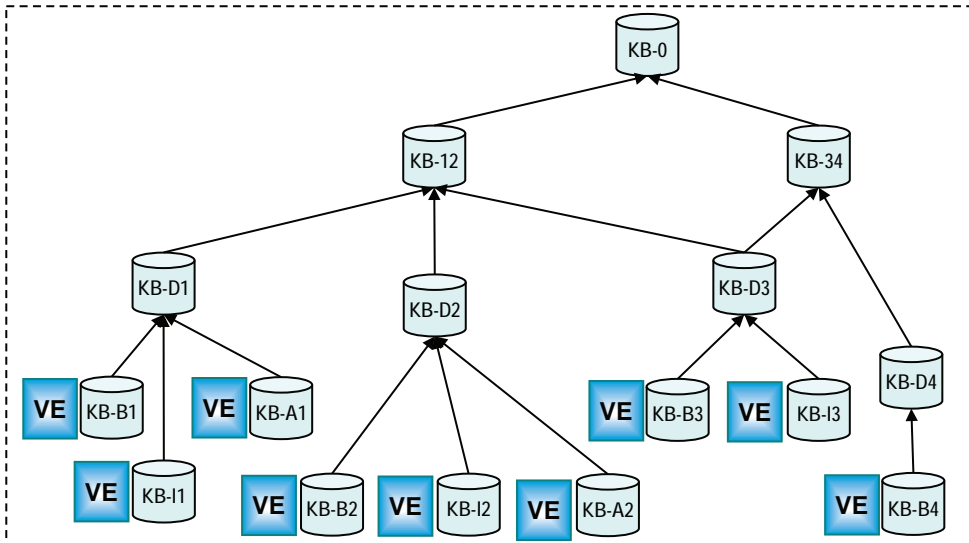 KB-0
KB-12
KB-34
KB-D1
KB-D2
KB-D3
KB-D4
VE
KB-B1
VE
KB-A1
VE
KB-B3
VE
KB-I3
VE
KB-I1
VE
KB-B2
VE
KB-I2
VE
KB-A2
VE
KB-B4